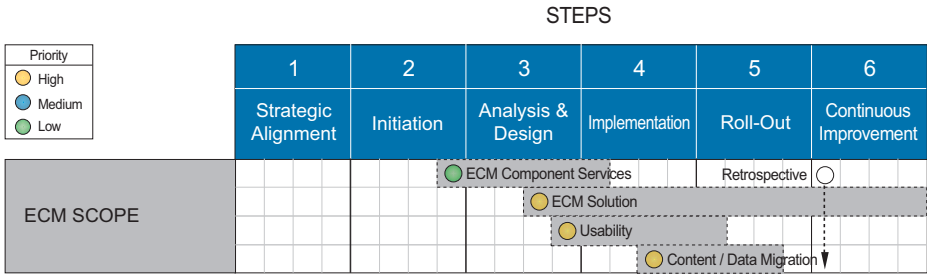 STEPS
Priority
High
Medium
Low
1 2 3 4 5 6
Strategic Alignment
Initiation
Analysis & Design
Implementation
Roll-Out
Continuous Improvement
ECM SCOPE
ECM Component Services
Retrospective
ECM Solution
Usability
Content / Data Migration